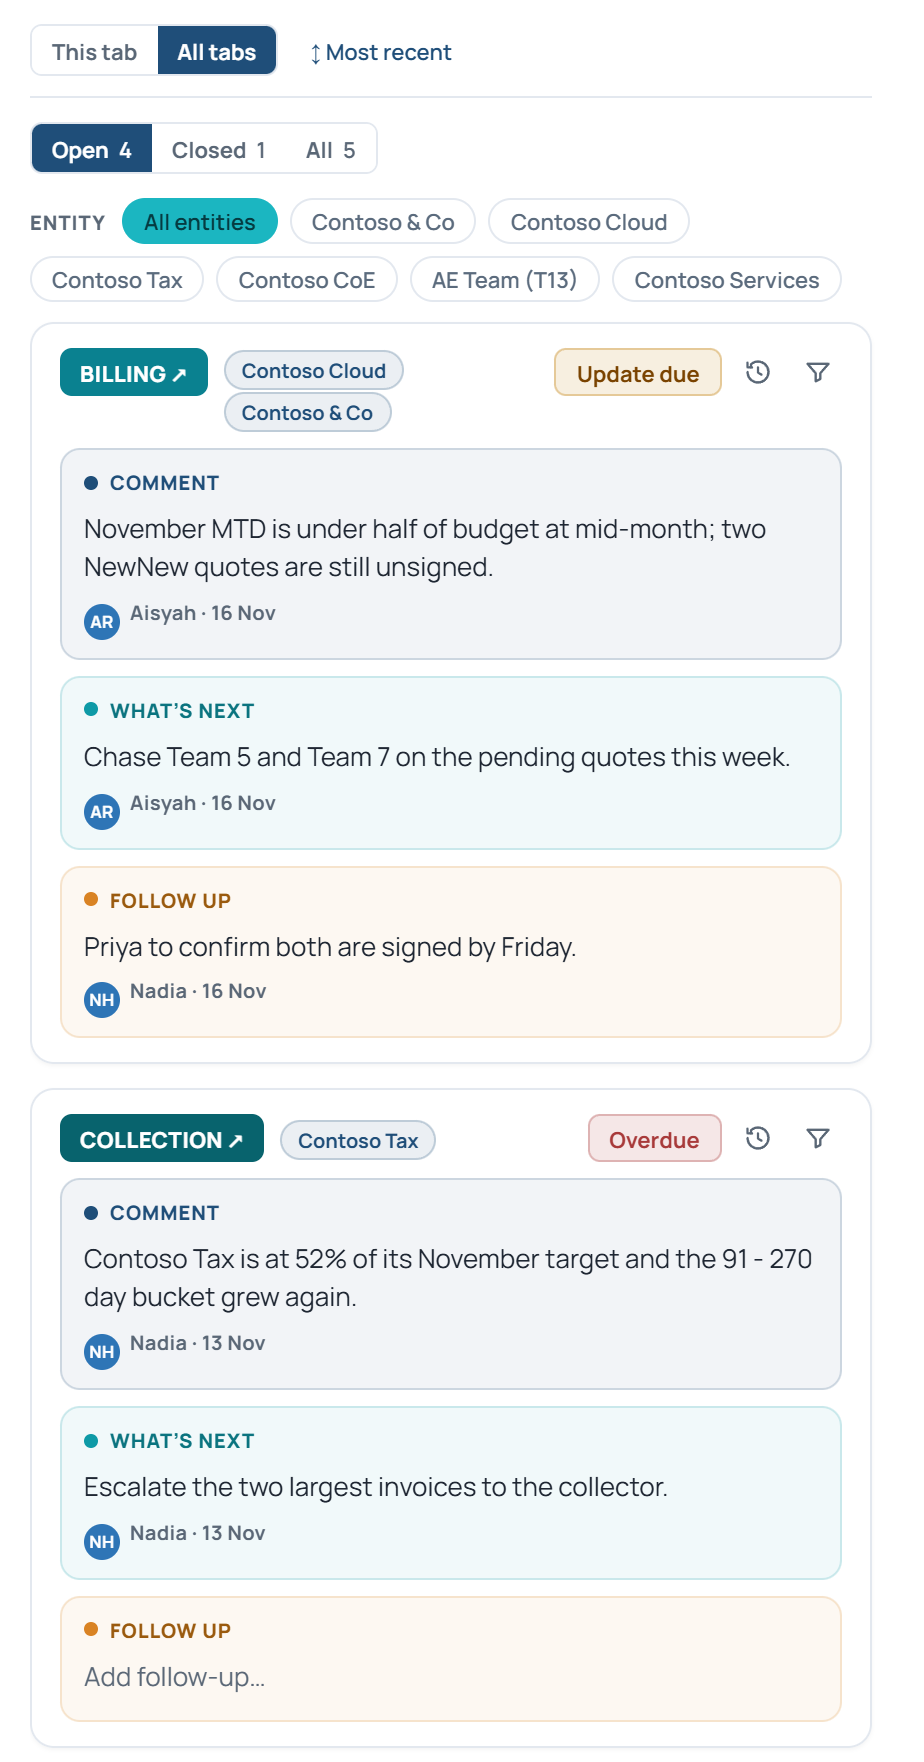 This tab All tabs ↕ Most recent
Open 4 Closed 1 All 5
ENTITY All entities Contoso & Co Contoso Cloud
Contoso Tax Contoso CoE AE Team (T13) Contoso Services
BILLING ↗ Contoso Cloud Update due
Contoso & Co
COMMENT
November MTD is under half of budget at mid-month; two
NewNew quotes are still unsigned.
AR Aisyah · 16 Nov
WHAT'S NEXT
Chase Team 5 and Team 7 on the pending quotes this week.
AR Aisyah · 16 Nov
FOLLOW UP
Priya to confirm both are signed by Friday.
NH Nadia · 16 Nov
COLLECTION ↗ Contoso Tax Overdue
COMMENT
Contoso Tax is at 52% of its November target and the 91 - 270
day bucket grew again.
NH Nadia · 13 Nov
WHAT'S NEXT
Escalate the two largest invoices to the collector.
NH Nadia · 13 Nov
FOLLOW UP
Add follow-up…